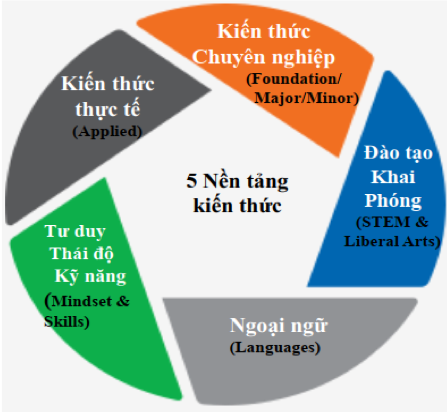 Kiến thức
Chuyên nghiệp
(Foundation/
Major/Minor)
Đào tạo
Khai
Phóng
(STEM &
Liberal Arts)
Ngoại ngữ
(Languages)
Tư duy
Thái độ
Kỹ năng
(Mindset &
Skills)
Kiến thức
thực tế
(Applied)
5 Nền tảng
kiến thức